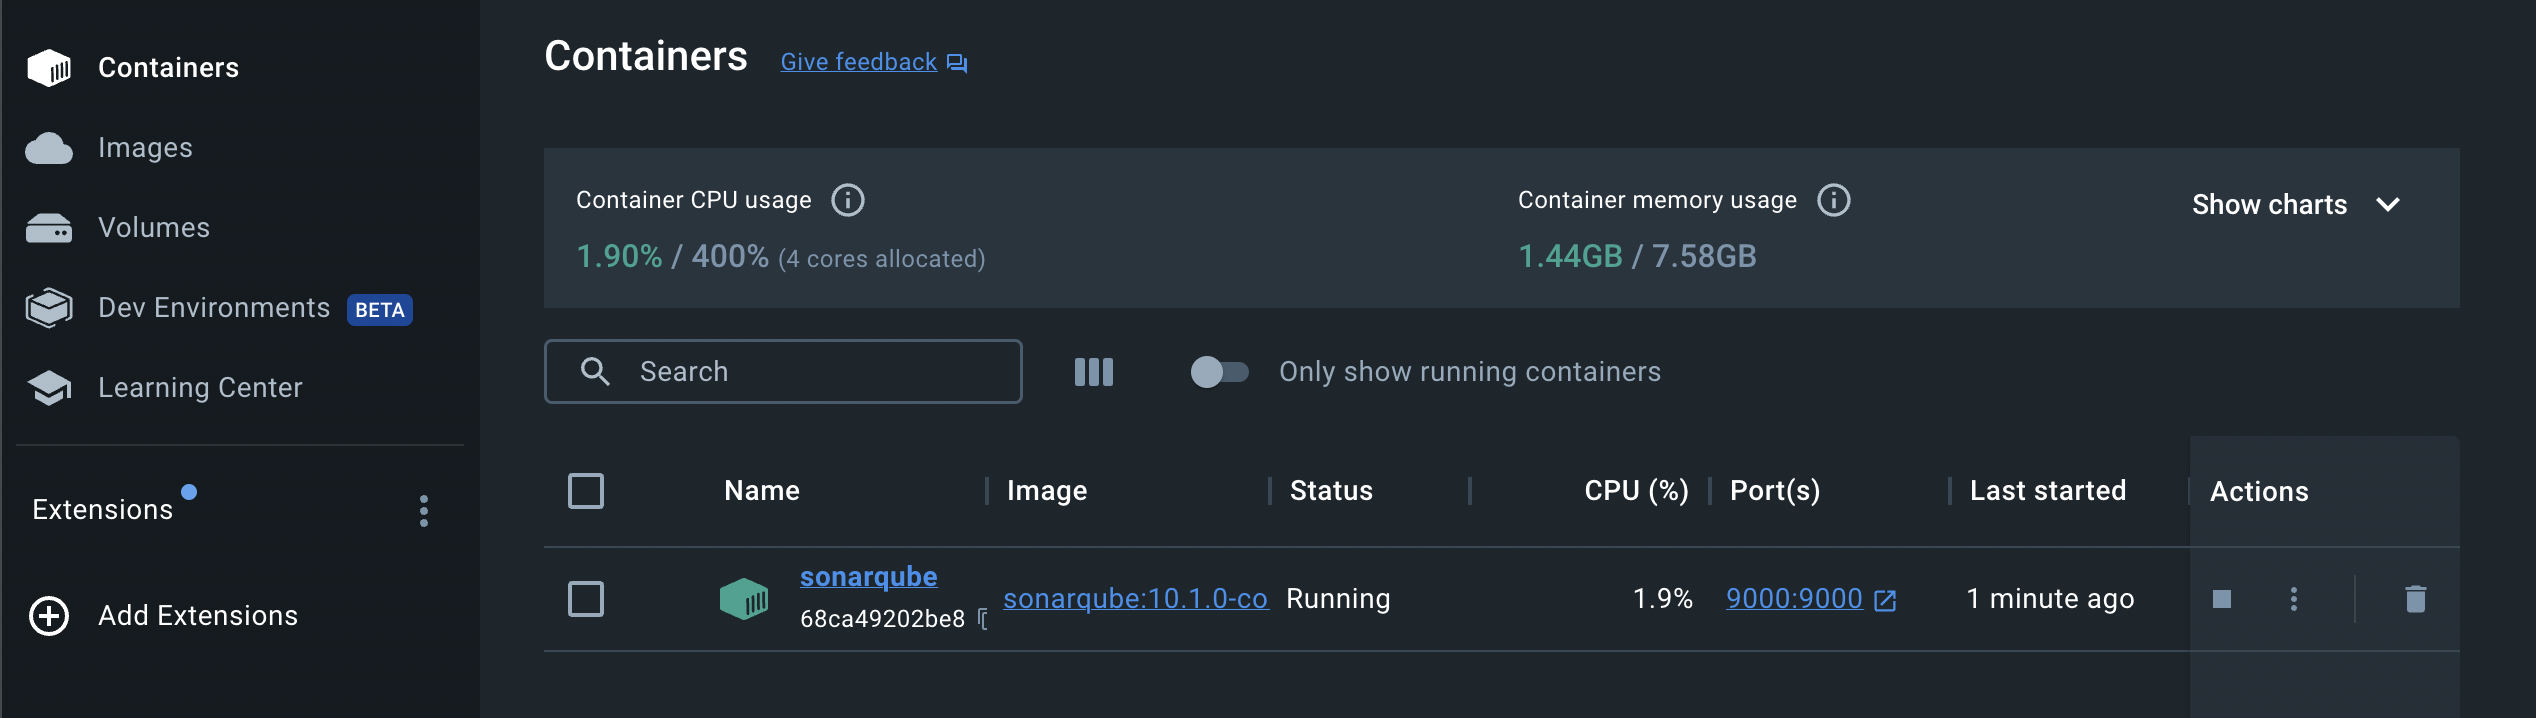 Containers
Images
Volumes
Dev Environments BETA
Learning Center
Extensions
Add Extensions
Containers Give feedback
Container CPU usage
1.90% / 400% (4 cores allocated)
Container memory usage
1.44GB / 7.58GB
Show charts
Search
Only show running containers
Name Image Status CPU (%) Port(s) Last started Actions
sonarqube
68ca49202be8
sonarqube:10.1.0-co Running 1.9% 9000:9000 1 minute ago